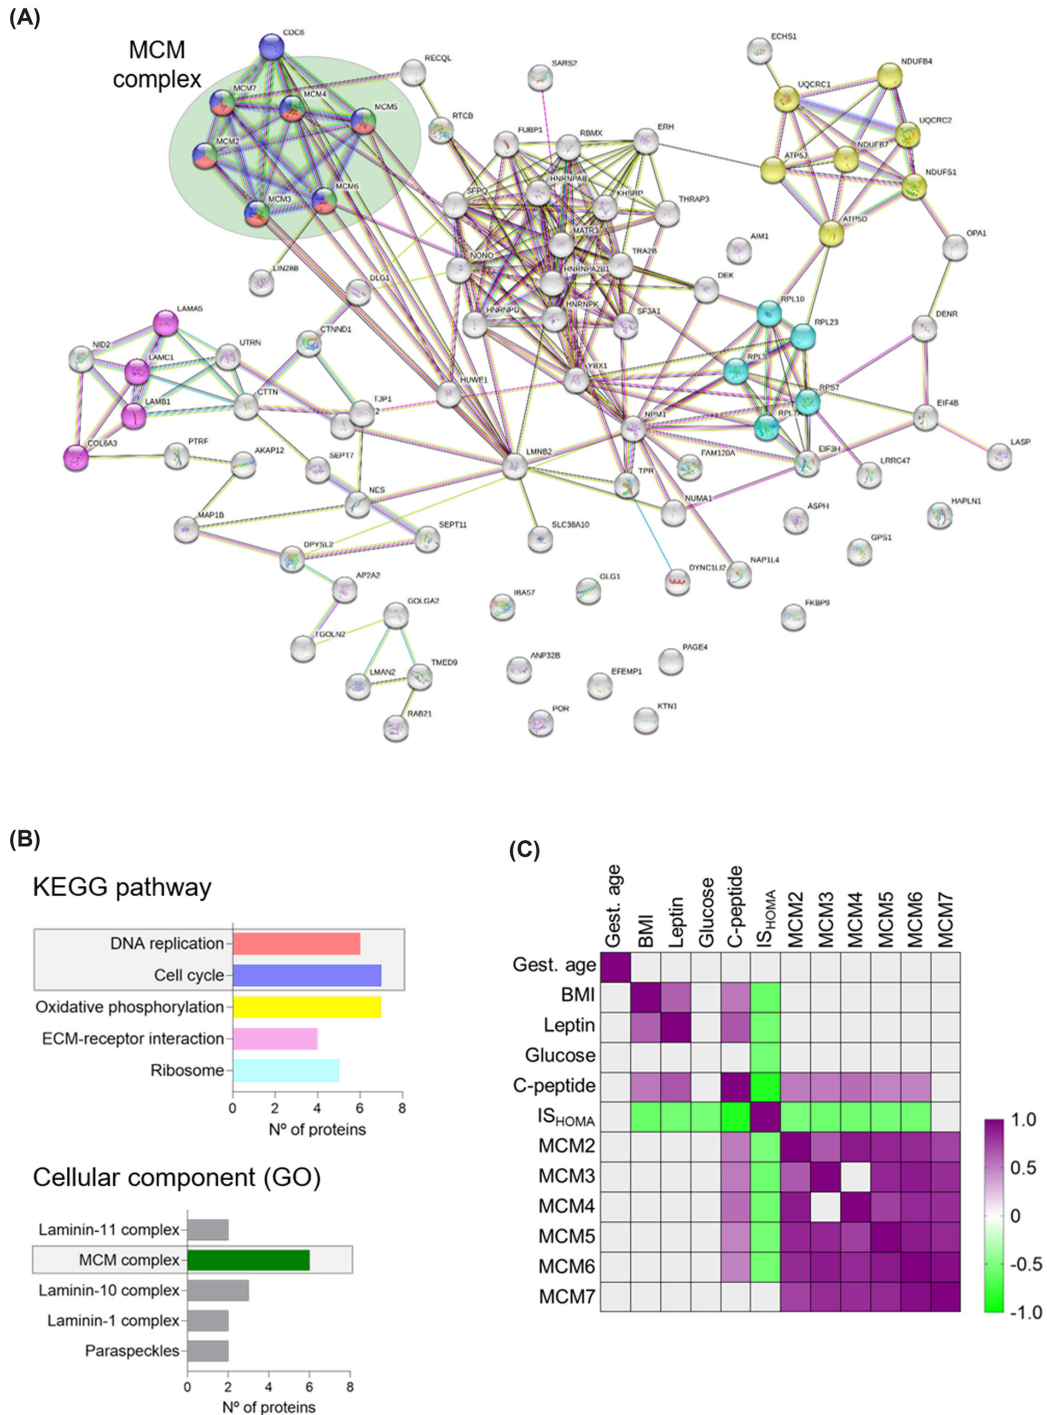 (A)
MCM
complex
CDC6
MCM7
MCM4
MCM5
MCM2
MCM6
MCM3
RECQL
SARS2
ECHS1
NDUFB4
UQCRC1
UQCRC2
RTCB
FUBP1
RBMX
ERH
NDUFB7
ATP5J
NDUFS1
HNRNPAB
KHSRP
SFPQ
THRAP3
ATP5O
MATR3
AIM1
OPA1
NONO
TRA2B
LIN28B
DLG1
HNRNPA2B1
DEK
RPL10
HNRNPD
HNRNPK
SF3A1
RPL23
DENR
LAMA5
CTNND1
NID2
LAMC1
UTRN
YBX1
RPL5
HUWE1
RPS7
LAMB1
CTTN
TJP1
2
NPM1
RPL7A
EIF4B
COL6A3
PTRF
AKAP12
SEPT7
LMNB2
FAM120A
EIF3H
LASP
TPR
LRRC47
NES
NUMA1
ASPH
HAPLN1
MAP1B
SEPT11
SLC38A10
GPS1
DPYSL2
AP2A2
DYNC1LI2
NAP1L4
GLG1
IBA57
GOLGA2
FKBP9
TGOLN2
ANP32B
PAGE4
LMAN2
TMED9
EFEMP1
RAB21
POR
KTN1
(B)
KEGG pathway
DNA replication
Cell cycle
Oxidative phosphorylation
ECM-receptor interaction
Ribosome
0 2 4 6 8
Nº of proteins
Cellular component (GO)
Laminin-11 complex
MCM complex
Laminin-10 complex
Laminin-1 complex
Paraspeckles
0 2 4 6 8
Nº of proteins
(C)
Gest. age BMI Leptin Glucose C-peptide ISHOMA MCM2 MCM3 MCM4 MCM5 MCM6 MCM7
Gest. age
BMI
Leptin
Glucose
C-peptide
ISHOMA
MCM2
MCM3
MCM4
MCM5
MCM6
MCM7
1.0
0.5
0
-0.5
-1.0